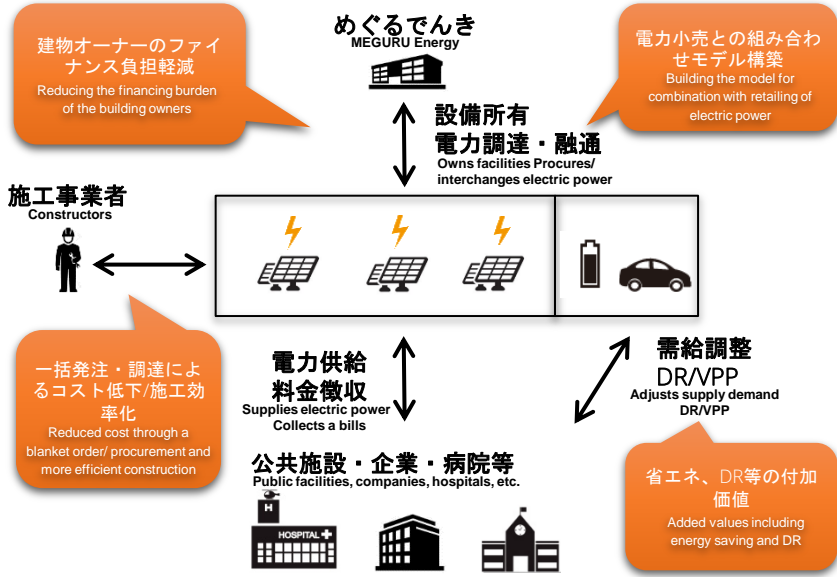 めぐるでんき
MEGURU Energy
建物オーナーのファイ
ナンス負担軽減
Reducing the financing burden
of the building owners
電力小売との組み合わ
せモデル構築
Building the model for
combination with retailing of
electric power
設備所有
電力調達・融通
Owns facilities Procures/
interchanges electric power
施工事業者
Constructors
一括発注・調達によ
るコスト低下/施工効
率化
Reduced cost through a
blanket order/ procurement and
more efficient construction
電力供給
料金徴収
Supplies electric power
Collects a bills
需給調整
DR/VPP
Adjusts supply demand
DR/VPP
公共施設・企業・病院等
Public facilities, companies, hospitals, etc.
H
HOSPITAL
省エネ、DR等の付加
価値
Added values including
energy saving and DR